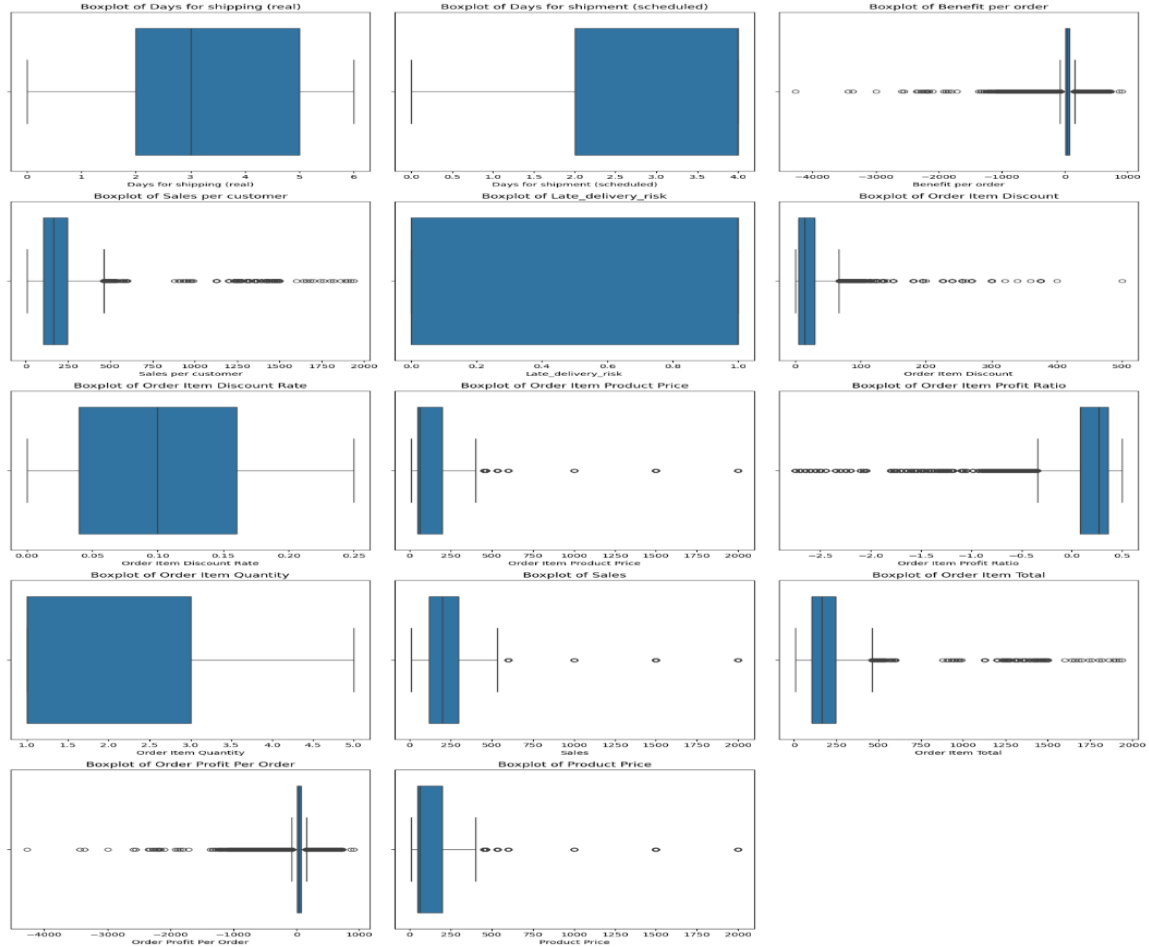 Boxplot of Days for shipping (real)
0 1 2 3 4 5 6
Days for shipping (real)
Boxplot of Days for shipment (scheduled)
0.0 0.5 1.0 1.5 2.0 2.5 3.0 3.5 4.0
Days for shipment (scheduled)
Boxplot of Benefit per order
−4000 −3000 −2000 −1000 0 1000
Benefit per order
Boxplot of Sales per customer
0 250 500 750 1000 1250 1500 1750 2000
Sales per customer
Boxplot of Late_delivery_risk
0.0 0.2 0.4 0.6 0.8 1.0
Late_delivery_risk
Boxplot of Order Item Discount
0 100 200 300 400 500
Order Item Discount
Boxplot of Order Item Discount Rate
0.00 0.05 0.10 0.15 0.20 0.25
Order Item Discount Rate
Boxplot of Order Item Product Price
0 250 500 750 1000 1250 1500 1750 2000
Order Item Product Price
Boxplot of Order Item Profit Ratio
−2.5 −2.0 −1.5 −1.0 −0.5 0.0 0.5
Order Item Profit Ratio
Boxplot of Order Item Quantity
1.0 1.5 2.0 2.5 3.0 3.5 4.0 4.5 5.0
Order Item Quantity
Boxplot of Sales
0 250 500 750 1000 1250 1500 1750 2000
Sales
Boxplot of Order Item Total
0 250 500 750 1000 1250 1500 1750 2000
Order Item Total
Boxplot of Order Profit Per Order
−4000 −3000 −2000 −1000 0 1000
Order Profit Per Order
Boxplot of Product Price
0 250 500 750 1000 1250 1500 1750 2000
Product Price